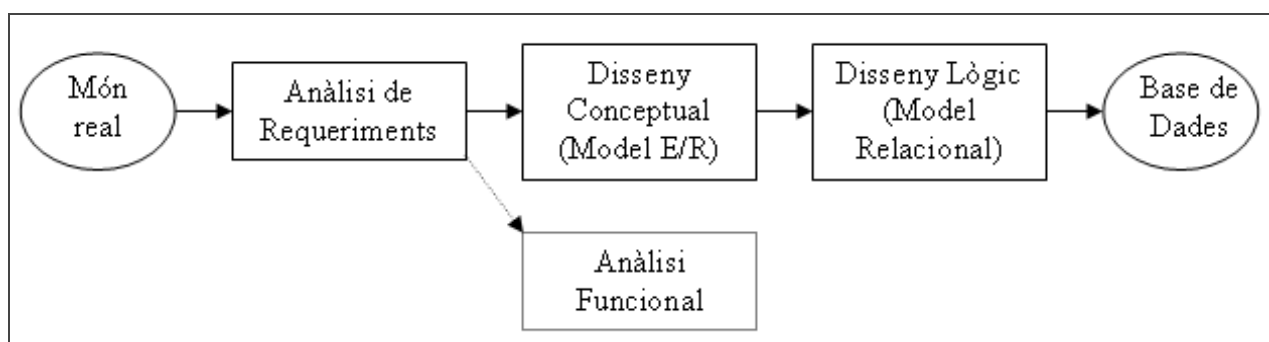 Món
real
Anàlisi de
Requeriments
Disseny
Conceptual
(Model E/R)
Disseny Lògic
(Model
Relacional)
Base de
Dades
Anàlisi
Funcional